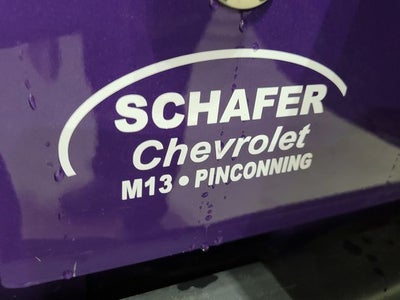 SCHAFER
Chevrolet
M13 • PINCONNING